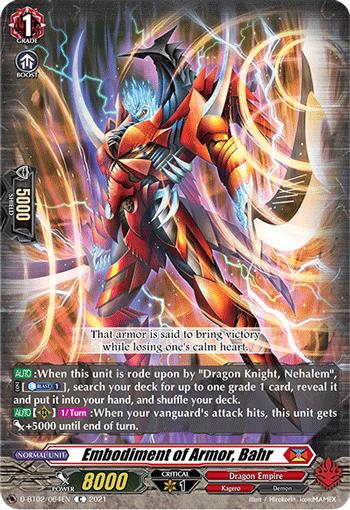 1
GRADE
BOOST
5000
SHIELD
That armor is said to bring victory
while losing one's calm heart.
AUTO:When this unit is rode upon by "Dragon Knight, Nehalem",
COST [BLAST 1], search your deck for up to one grade 1 card, reveal it
and put it into your hand, and shuffle your deck.
AUTO 1/Turn:When your vanguard's attack hits, this unit gets
+5000 until end of turn.
NORMAL UNIT
Embodiment of Armor, Bahr
POWER 8000
CRITICAL
1
Dragon Empire
Kagero
Demon
D-BT02/064EN C 2021
Illust / Hirokorin icon:MAMEX